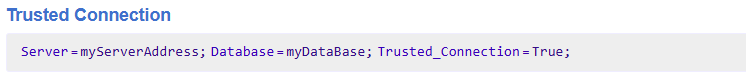 Trusted Connection
Server=myServerAddress; Database=myDataBase; Trusted_Connection=True;